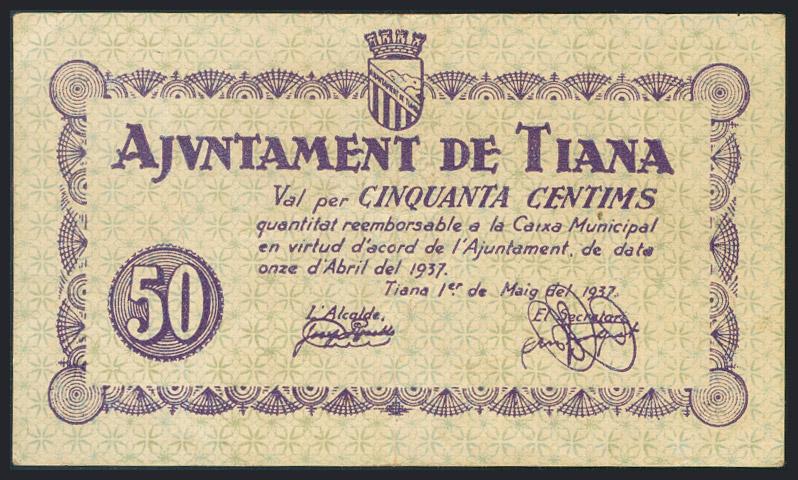 AJVNTAMENT DE TIANA
Val per CINQUANTA CENTIMS
quantitat reemborsable a la Caixa Municipal
en virtud d'acord de l'Ajuntament, de data
onze d'Abril del 1937.
Tiana 1er de Maig del 1937.
L'Alcalde, El Secretari,
50